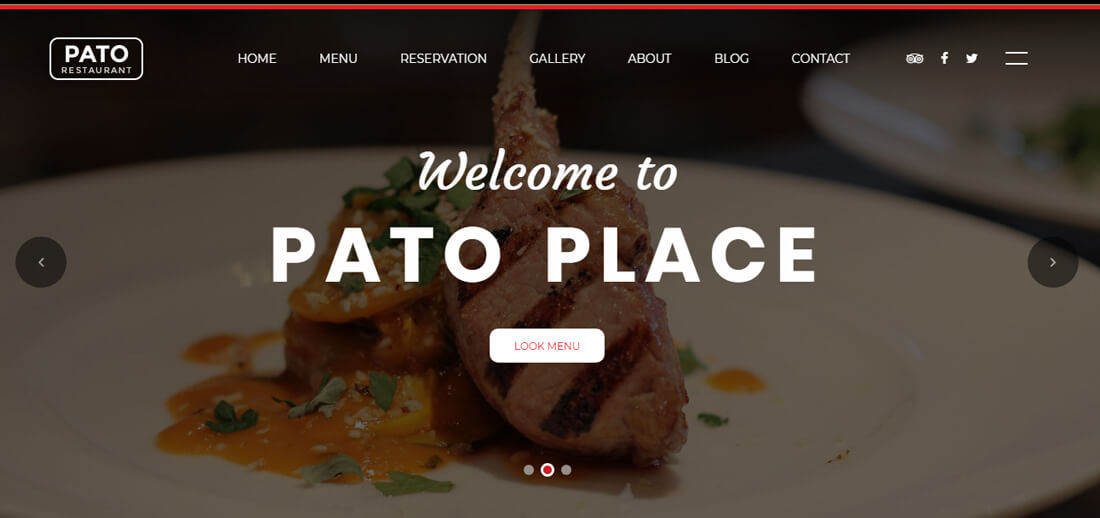 PATO
RESTAURANT
HOME MENU RESERVATION GALLERY ABOUT BLOG CONTACT
Welcome to
PATO PLACE
LOOK MENU